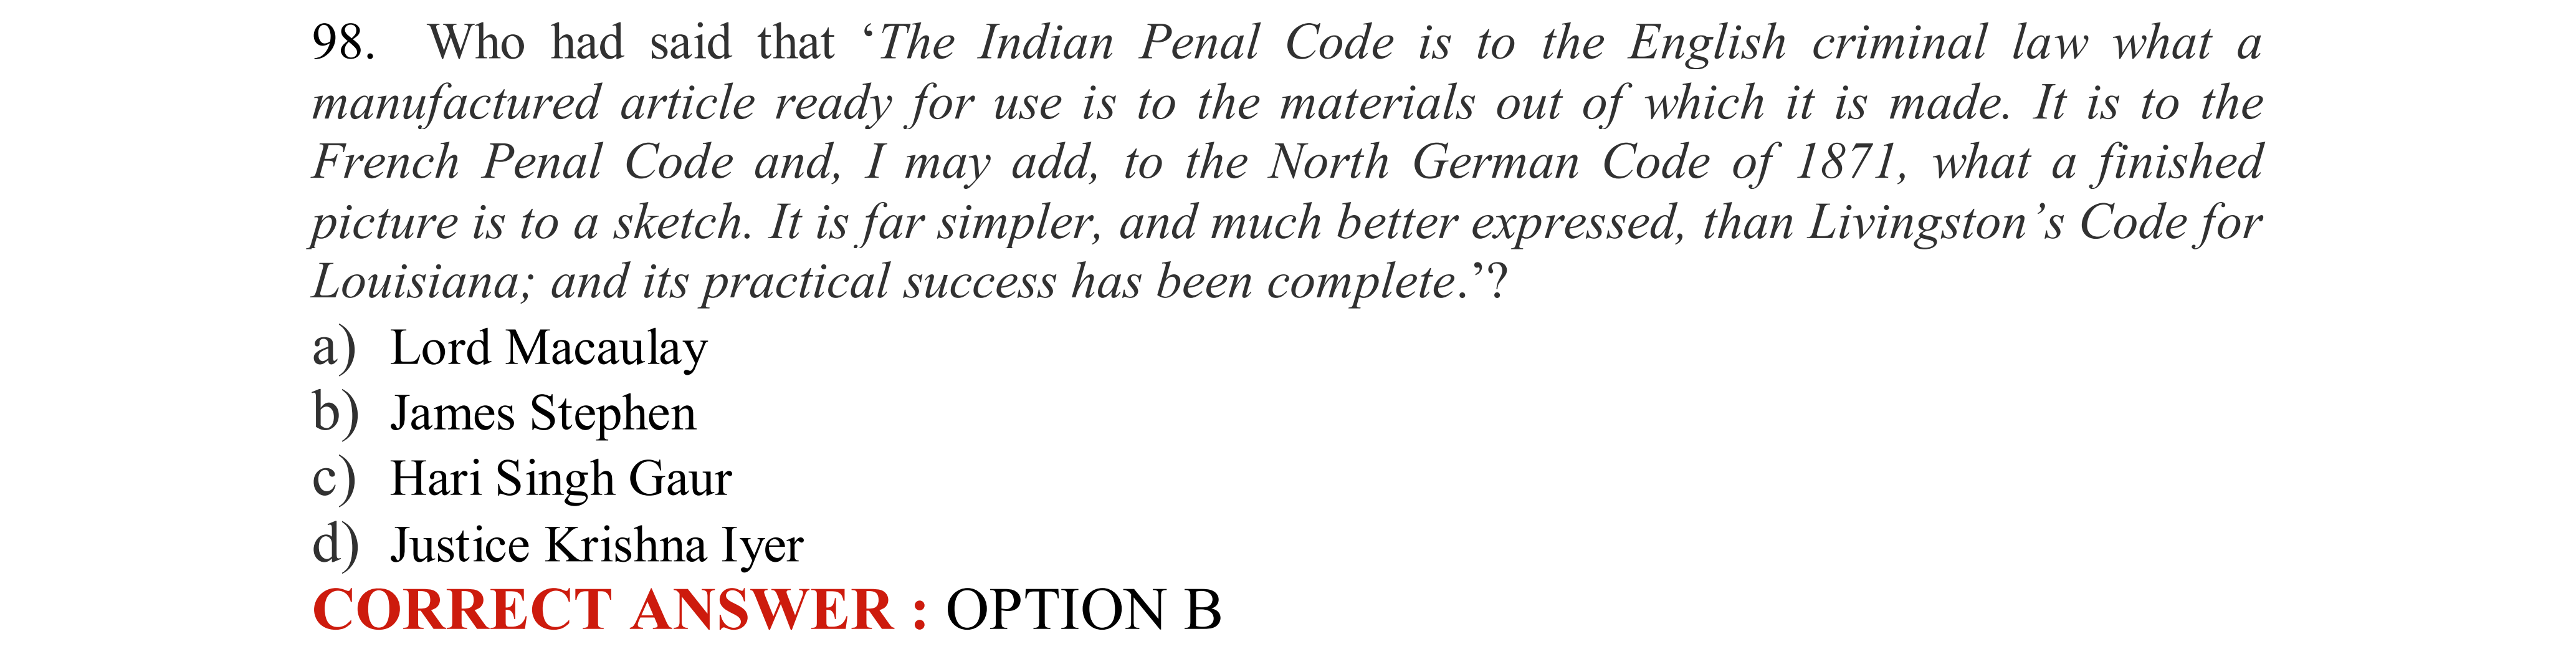 98. Who had said that ‘The Indian Penal Code is to the English criminal law what a
manufactured article ready for use is to the materials out of which it is made. It is to the
French Penal Code and, I may add, to the North German Code of 1871, what a finished
picture is to a sketch. It is far simpler, and much better expressed, than Livingston’s Code for
Louisiana; and its practical success has been complete.’?
a) Lord Macaulay
b) James Stephen
c) Hari Singh Gaur
d) Justice Krishna Iyer
CORRECT ANSWER : OPTION B